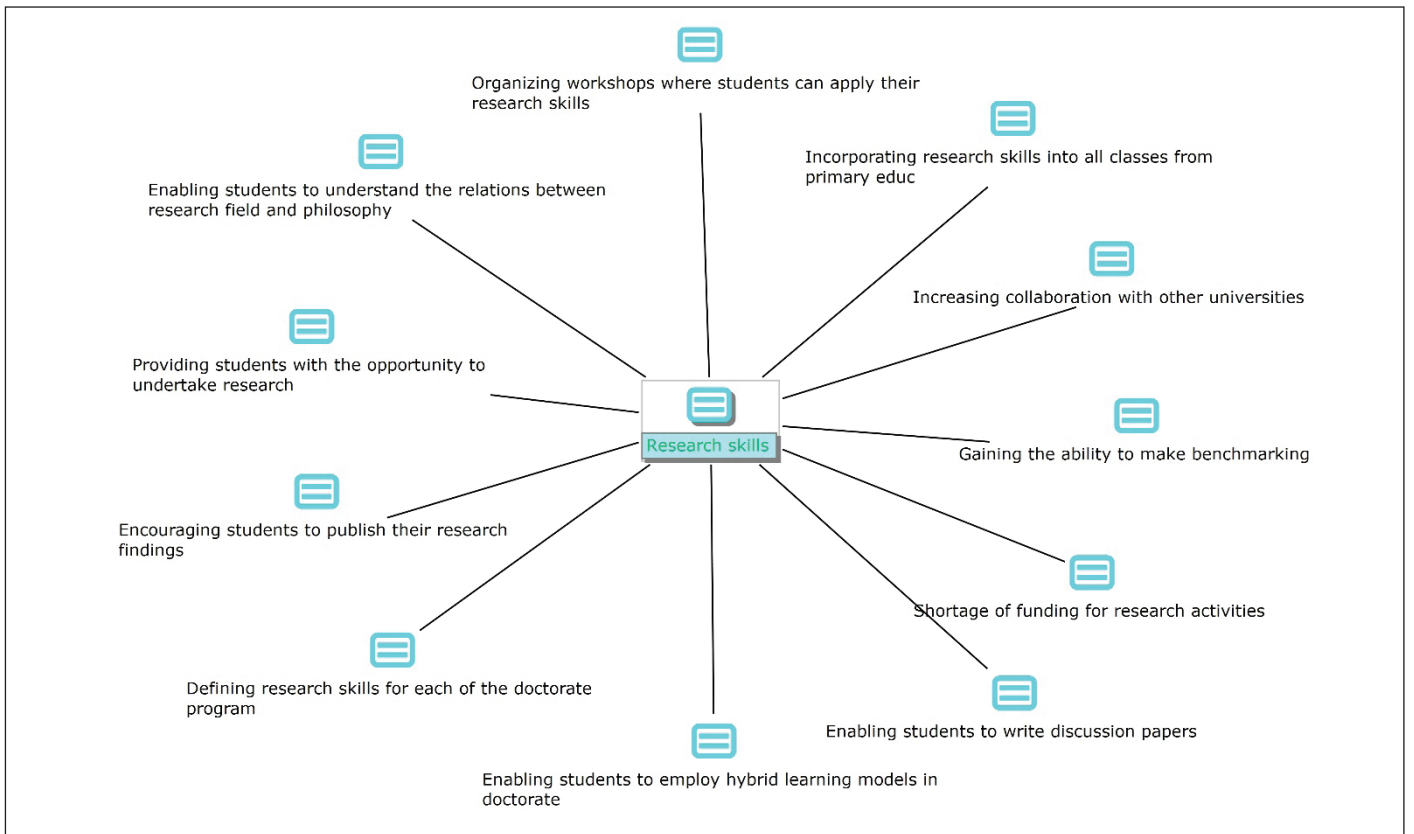 Organizing workshops where students can apply their
research skills
Incorporating research skills into all classes from
primary educ
Enabling students to understand the relations between
research field and philosophy
Increasing collaboration with other universities
Providing students with the opportunity to
undertake research
Research skills
Gaining the ability to make benchmarking
Encouraging students to publish their research
findings
Shortage of funding for research activities
Defining research skills for each of the doctorate
program
Enabling students to write discussion papers
Enabling students to employ hybrid learning models in
doctorate